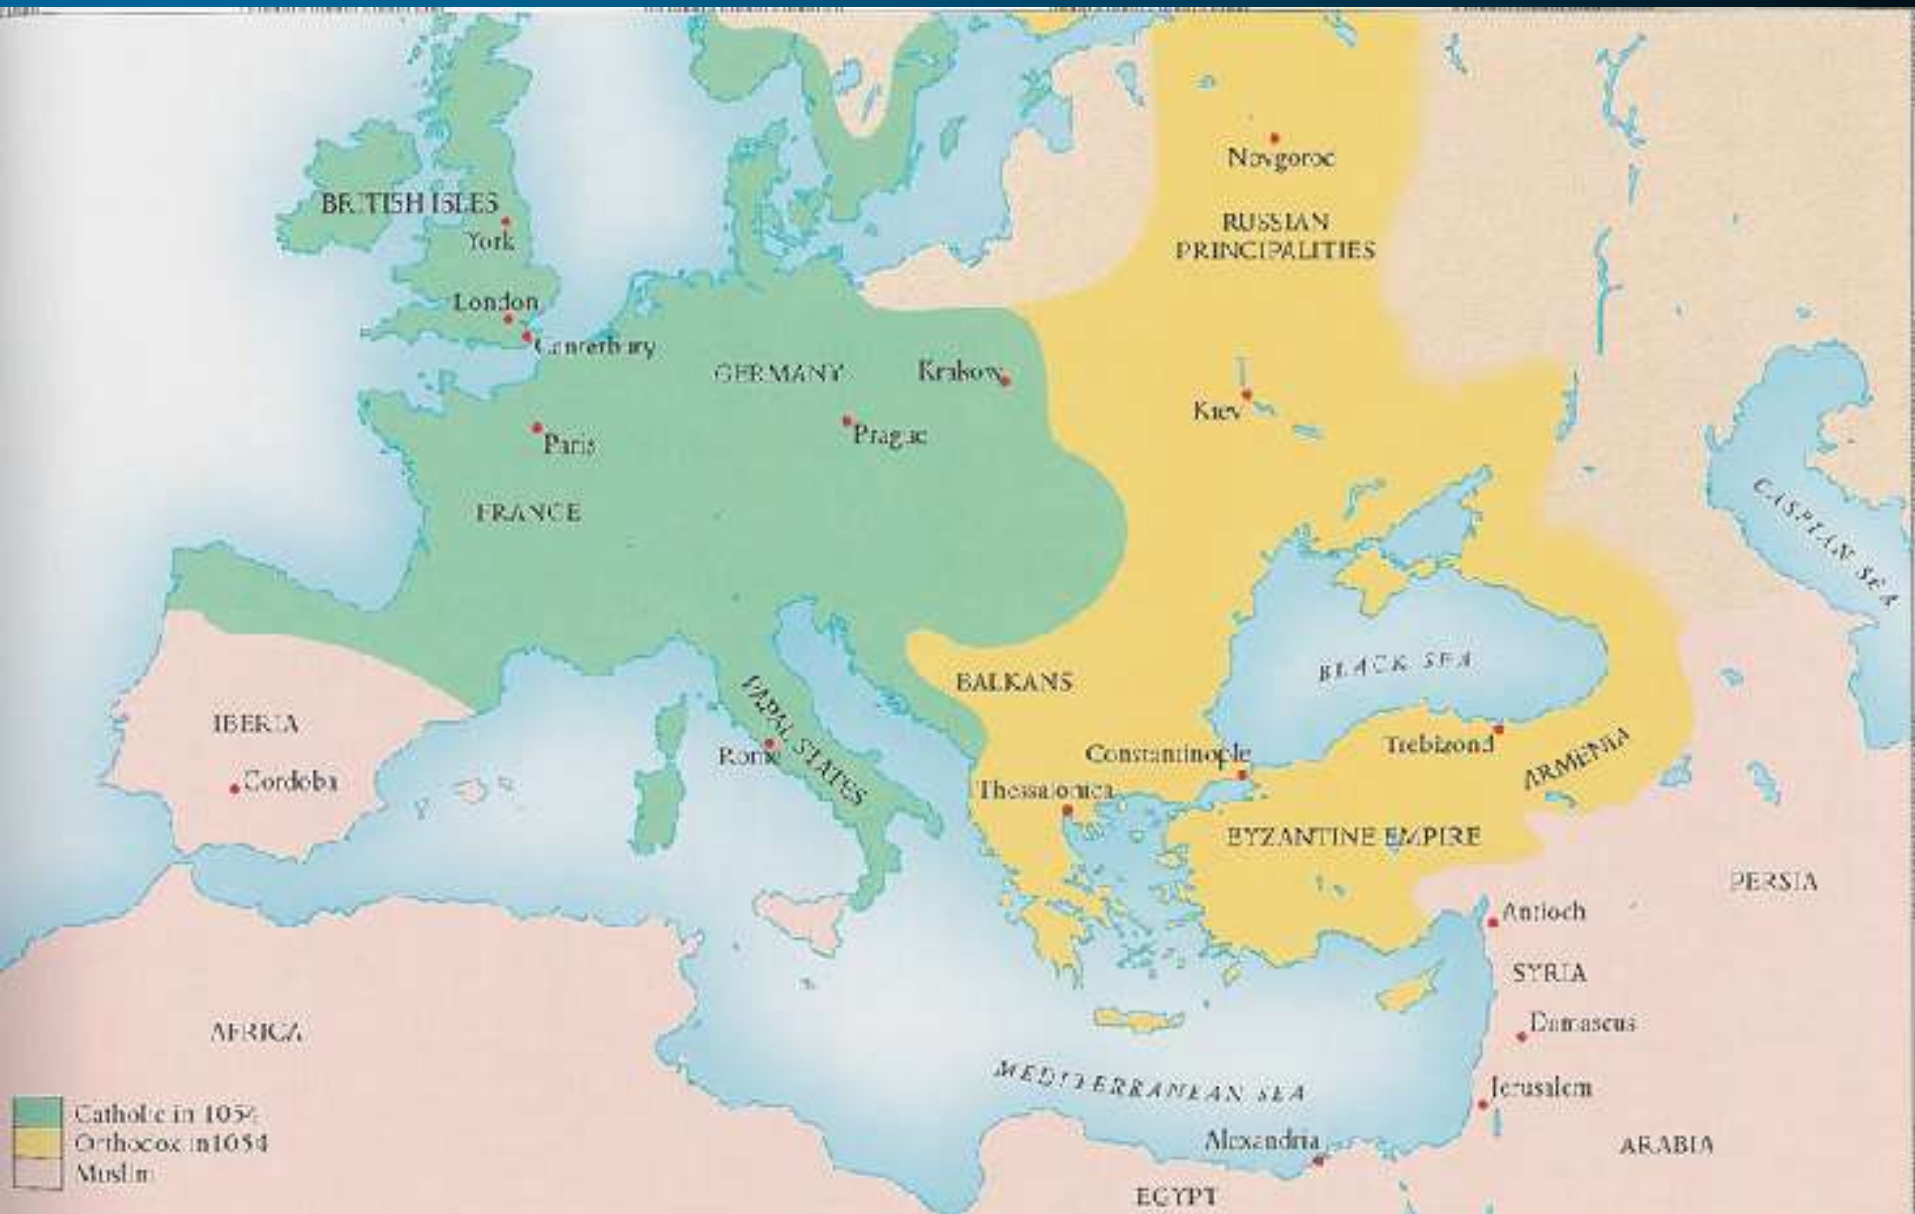 BRITISH ISLES
York
London
Canterbury
GERMANY
Krakow
Prague
Paris
FRANCE
Novgorod
RUSSIAN
PRINCIPALITIES
Kiev
CASPIAN SEA
BLACK SEA
BALKANS
IBERIA
Cordoba
PAPAL STATES
Rome
Constantinople
Thessalonica
Trebizond
ARMENIA
BYZANTINE EMPIRE
PERSIA
Antioch
SYRIA
Damascus
Jerusalem
AFRICA
MEDITERRANEAN SEA
Alexandria
ARABIA
EGYPT
Catholic in 1054
Orthodox in 1054
Muslim